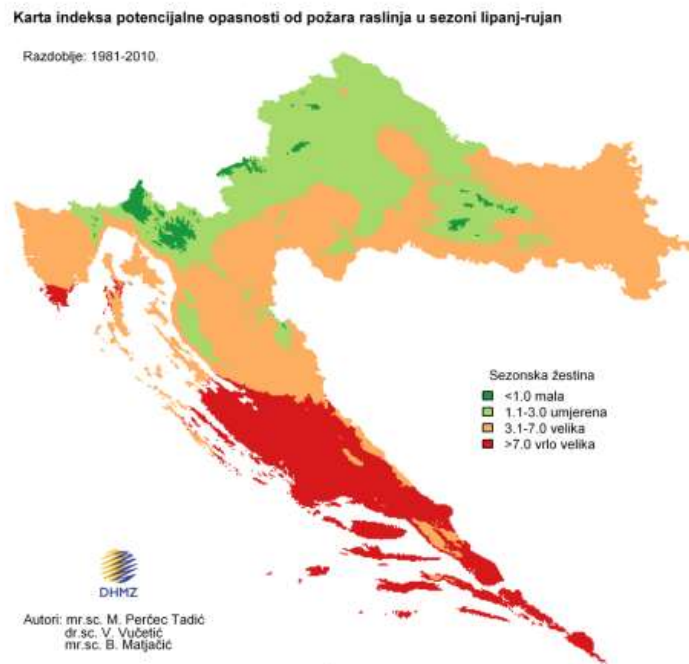 Karta indeksa potencijalne opasnosti od požara raslinja u sezoni lipanj-rujan
Razdoblje: 1981-2010.
Sezonska žestina
<1.0 mala
1.1-3.0 umjerena
3.1-7.0 velika
>7.0 vrlo velika
DHMZ
Autori: mr.sc. M. Perčec Tadić
dr.sc. V. Vučetić
mr.sc. B. Matjačić